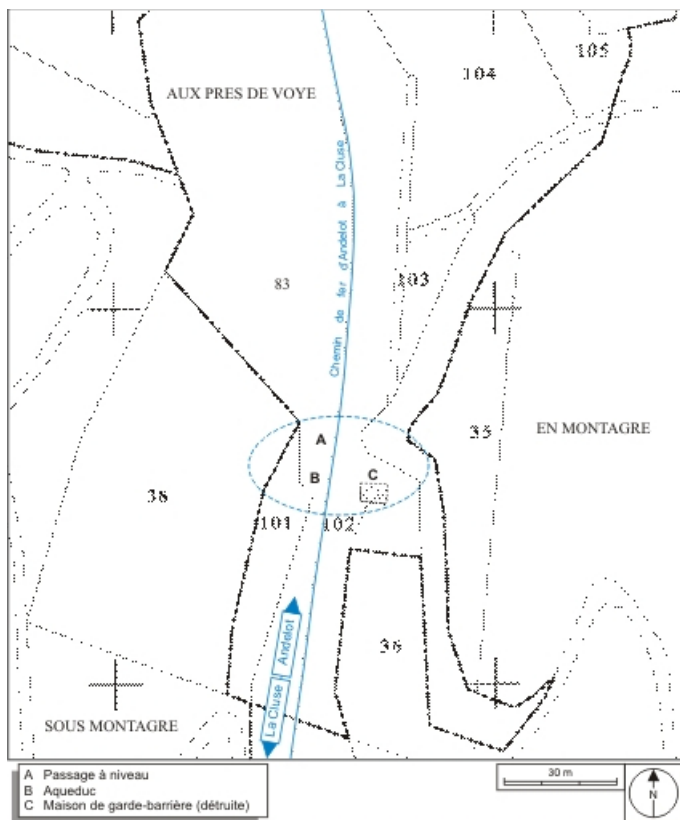 105
104
AUX PRES DE VOYE
Chemin de fer d'Andelot à La Cluse
83
103
35
EN MONTAGRE
A
B
C
38
101
102
36
La Cluse
Andelot
SOUS MONTAGRE
A Passage à niveau
B Aqueduc
C Maison de garde-barrière (détruite)
30 m
N